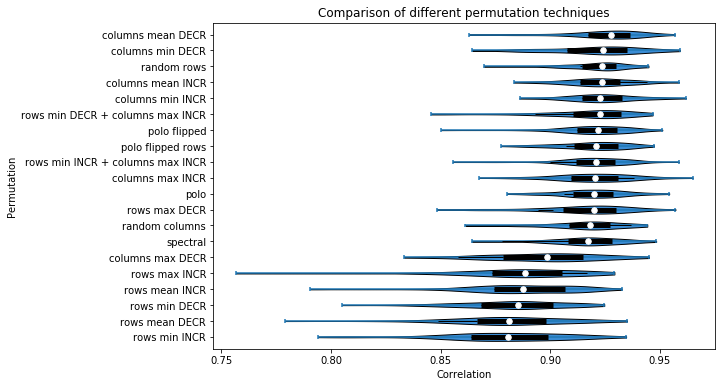 Comparison of different permutation techniques
columns mean DECR
columns min DECR
random rows
columns mean INCR
columns min INCR
rows min DECR + columns max INCR
polo flipped
polo flipped rows
rows min INCR + columns max INCR
columns max INCR
polo
rows max DECR
random columns
spectral
columns max DECR
rows max INCR
rows mean INCR
rows min DECR
rows mean DECR
rows min INCR
Permutation
0.75 0.80 0.85 0.90 0.95
Correlation